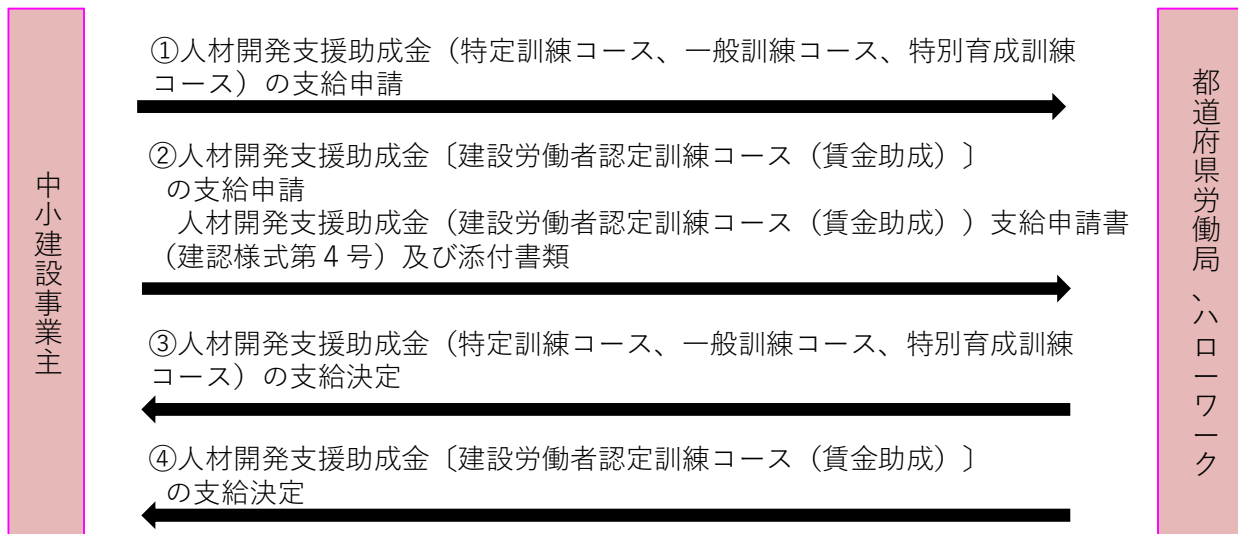 中小建設事業主
①人材開発支援助成金（特定訓練コース、一般訓練コース、特別育成訓練
コース）の支給申請
②人材開発支援助成金〔建設労働者認定訓練コース（賃金助成）〕
の支給申請
人材開発支援助成金（建設労働者認定訓練コース（賃金助成））支給申請書
（建認様式第４号）及び添付書類
③人材開発支援助成金（特定訓練コース、一般訓練コース、特別育成訓練
コース）の支給決定
④人材開発支援助成金〔建設労働者認定訓練コース（賃金助成）〕
の支給決定
都道府県労働局、ハローワーク